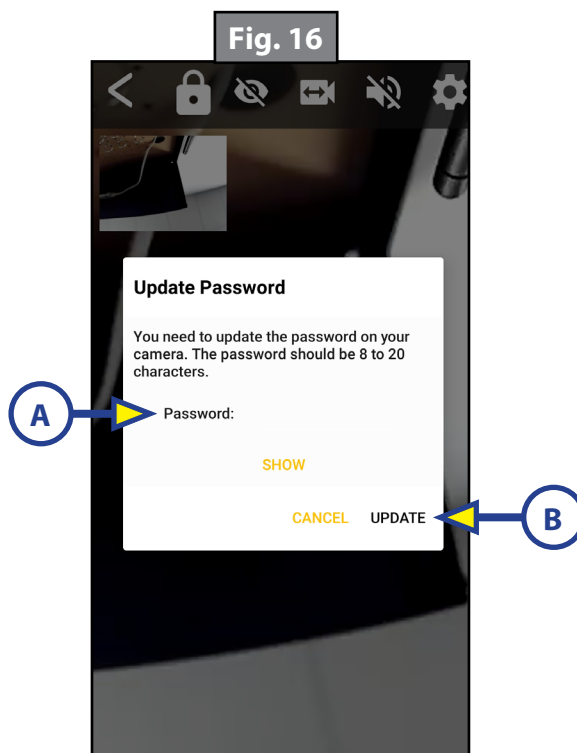 Fig. 16
Update Password
You need to update the password on your
camera. The password should be 8 to 20
characters.
A
Password:
SHOW
CANCEL UPDATE
B